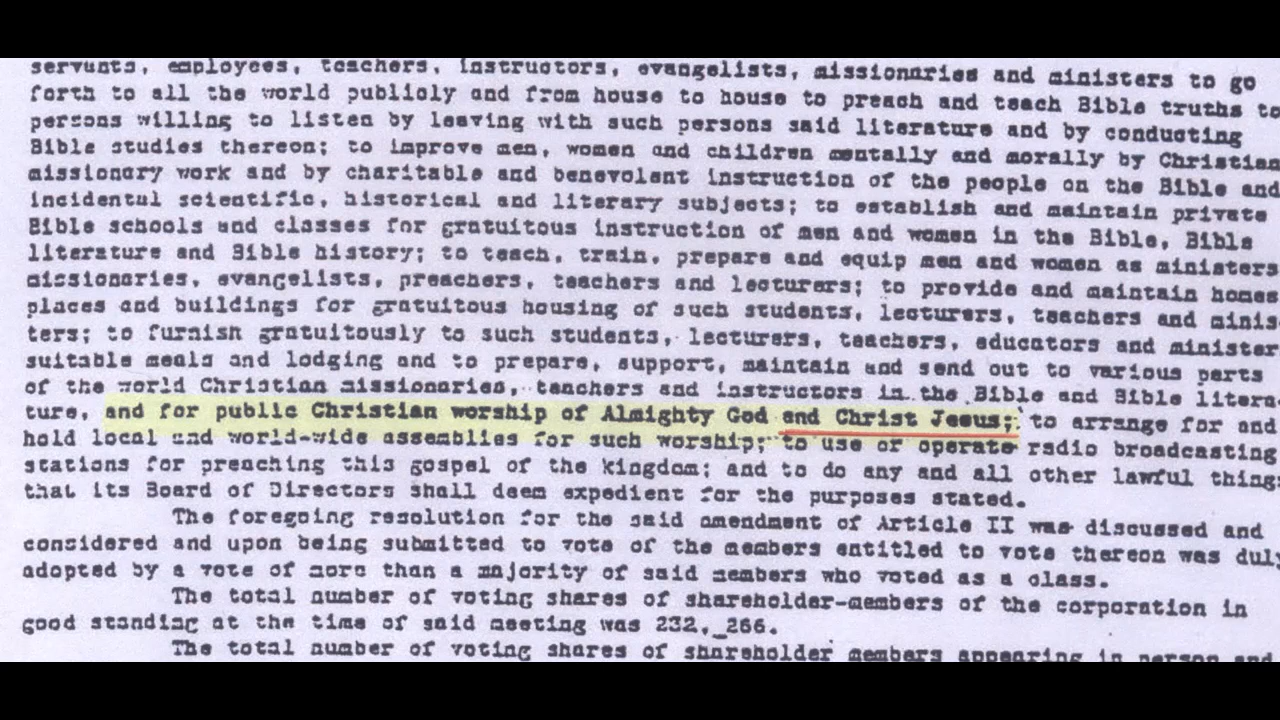 servants, employees, teachers, instructors, evangelists, missionaries and ministers to go
forth to all the world publicly and from house to house to preach and teach Bible truths to
persons willing to listen by leaving with such persons said literature and by conducting
Bible studies thereon; to improve men, women and children mentally and morally by Christian
missionary work and by charitable and benevolent instruction of the people on the Bible and
incidental scientific, historical and literary subjects; to establish and maintain private
Bible schools and classes for gratuitous instruction of men and women in the Bible, Bible
literature and Bible history; to teach, train, prepare and equip men and women as ministers
missionaries, evangelists, preachers, teachers and lecturers; to provide and maintain homes
places and buildings for gratuitous housing of such students, lecturers, teachers and minis
ters; to furnish gratuitously to such students, lecturers, teachers, educators and minister
suitable meals and lodging and to prepare, support, maintain and send out to various parts
of the world Christian missionaries, teachers and instructors in the Bible and Bible litera-
ture, and for public Christian worship of Almighty God and Christ Jesus; to arrange for and
hold local and world-wide assemblies for such worship; to use or operate radio broadcasting
stations for preaching this gospel of the kingdom; and to do any and all other lawful things
that its Board of Directors shall deem expedient for the purposes stated.
The foregoing resolution for the said amendment of Article II was discussed and
considered and upon being submitted to vote of the members entitled to vote thereon was duly
adopted by a vote of more than a majority of said members who voted as a class.
The total number of voting shares of shareholder-members of the corporation in
good standing at the time of said meeting was 232, 266.
The total number of voting shares of shareholder members appearing in person and